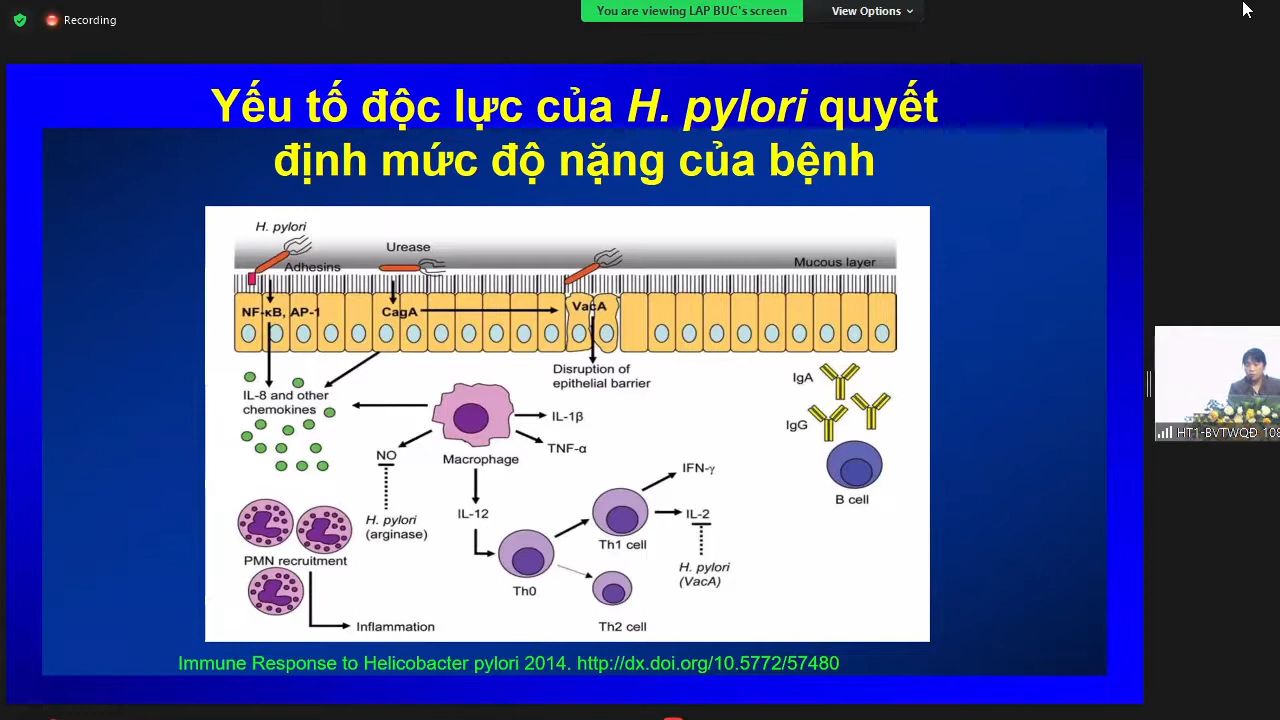 Recording
You are viewing LAP BUC's screen
View Options
Yếu tố độc lực của H. pylori quyết
định mức độ nặng của bệnh
H. pylori
Urease
Adhesins
Mucous layer
NF-κB, AP-1
CagA
VacA
Disruption of
epithelial barrier
IL-8 and other
chemokines
IL-1β
TNF-α
NO
Macrophage
IgA
IgG
B cell
H. pylori
(arginase)
IL-12
IFN-γ
IL-2
Th1 cell
PMN recruitment
H. pylori
(VacA)
Th0
Th2 cell
Inflammation
Immune Response to Helicobacter pylori 2014. http://dx.doi.org/10.5772/57480
HT1-BVTWQĐ 108